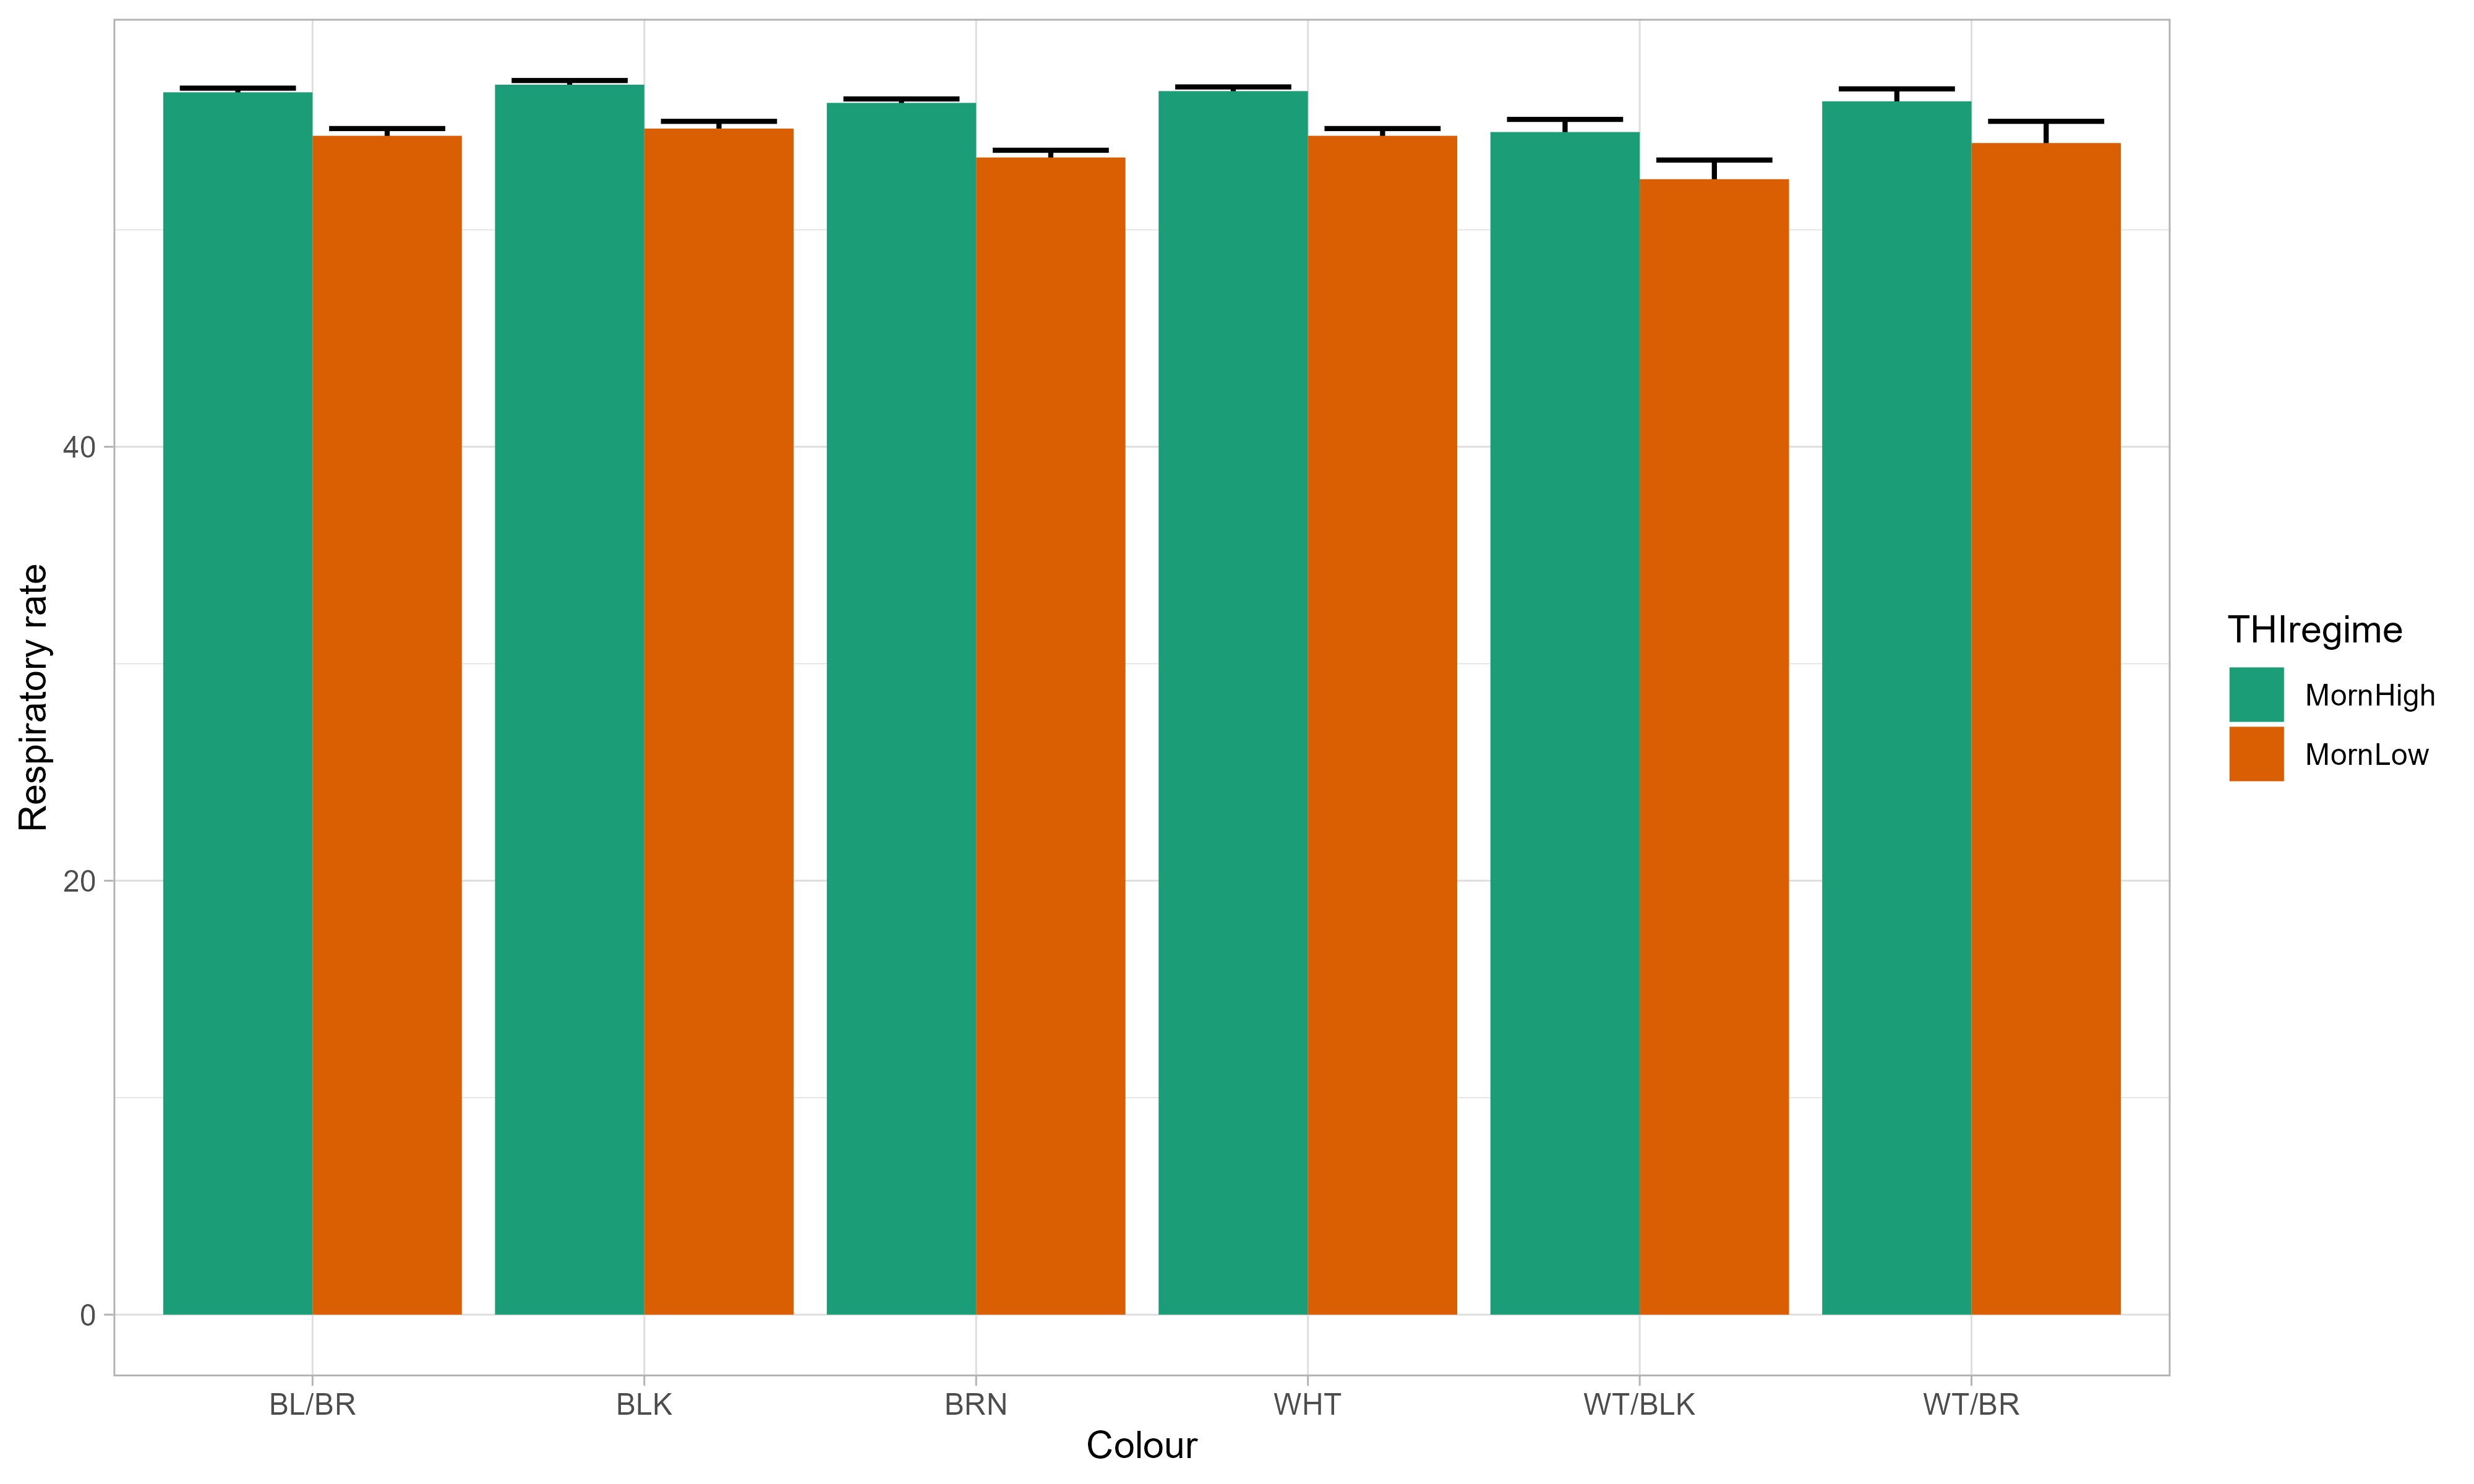 Respiratory rate
40
20
0
BL/BR BLK BRN WHT WT/BLK WT/BR
Colour
THIregime
MornHigh
MornLow